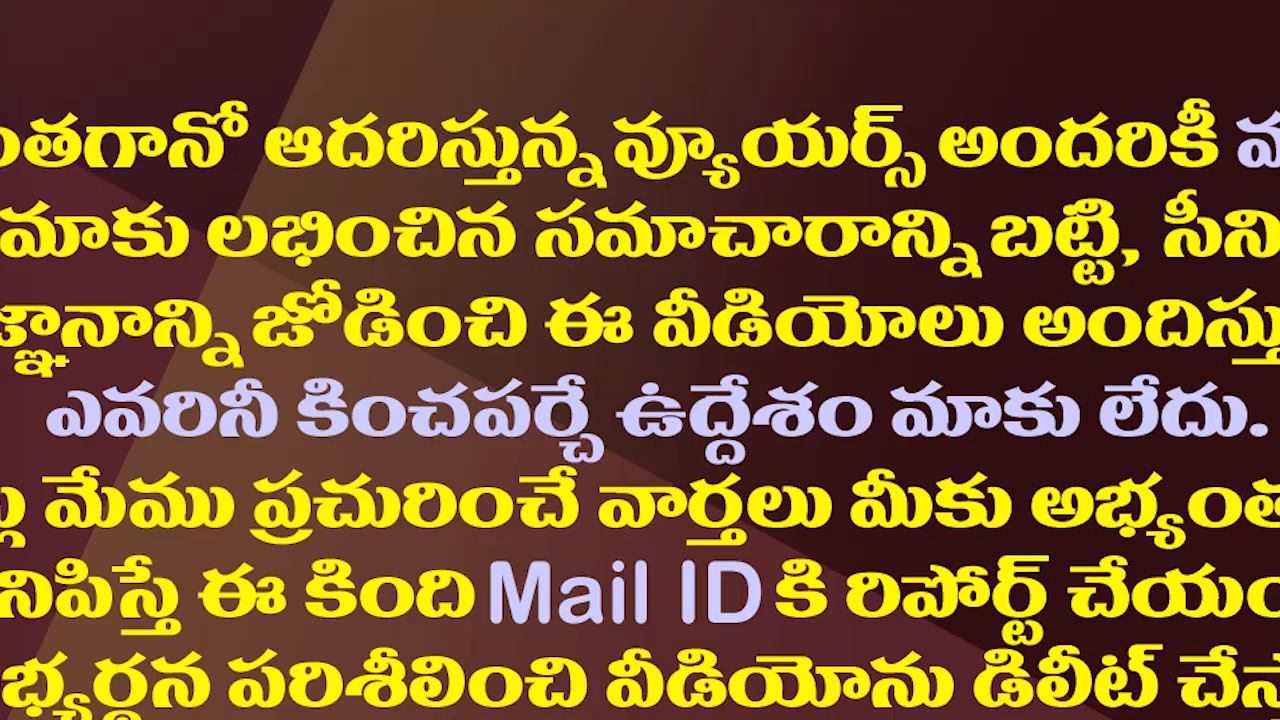 ంతగానో ఆదరిస్తున్న వ్యూయర్స్ అందరికీ
మాకు లభించిన సమాచారాన్ని బట్టి, సీని
జ్ఞానాన్ని జోడించి ఈ వీడియోలు అందిస్తు
ఎవరినీ కించపర్చే ఉద్దేశం మాకు లేదు.
మేము ప్రచురించే వార్తలు మీకు అభ్యంత
నిపిస్తే ఈ కింది Mail ID కి రిపోర్ట్ చేయం
భ్యర్థన పరిశీలించి వీడియోను డిలీట్ చేస